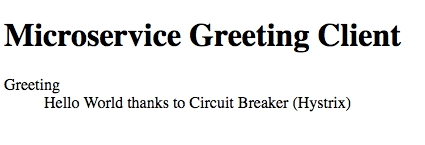 Microservice Greeting Client
Greeting
Hello World thanks to Circuit Breaker (Hystrix)